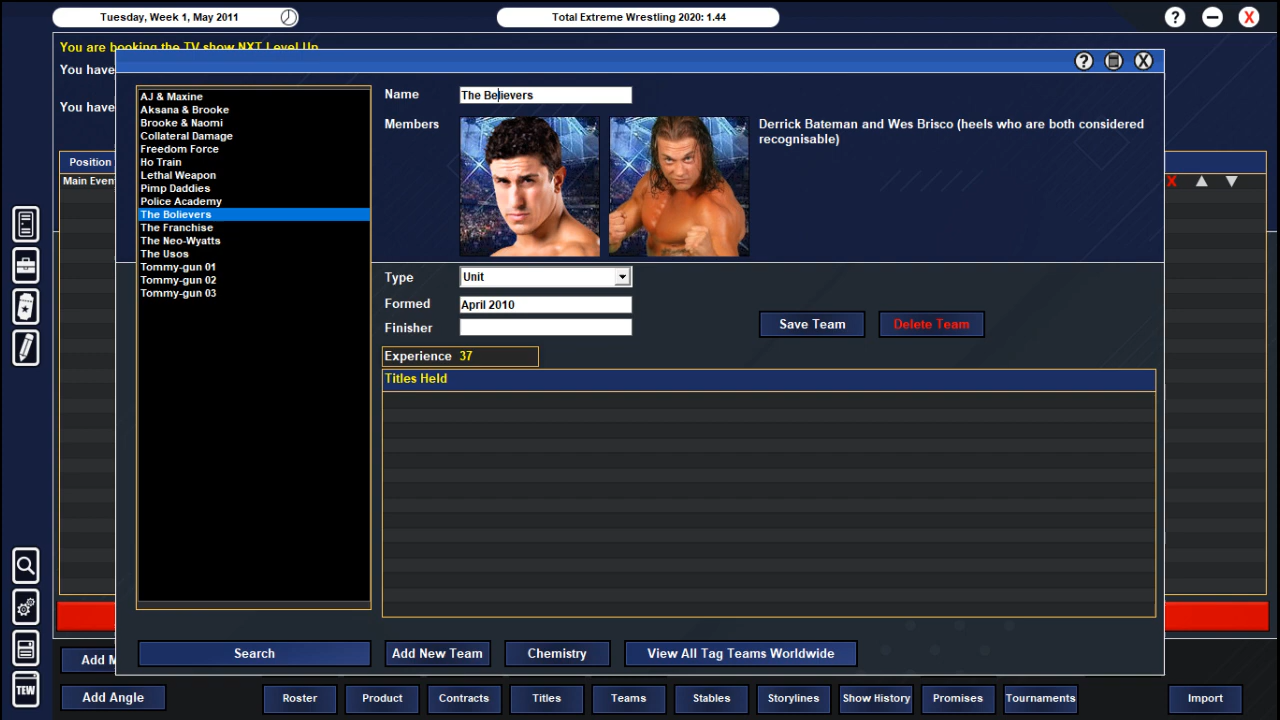 Tuesday, Week 1, May 2011
Total Extreme Wrestling 2020: 1.44
?
X
You are booking the TV show NXT Level Up
You have
You have
?
X
AJ & Maxine
Aksana & Brooke
Brooke & Naomi
Collateral Damage
Freedom Force
Ho Train
Lethal Weapon
Pimp Daddies
Police Academy
The Bolievers
The Franchise
The Neo-Wyatts
The Usos
Tommy-gun 01
Tommy-gun 02
Tommy-gun 03
Name
The Believers
Members
Derrick Bateman and Wes Brisco (heels who are both considered
recognisable)
Position
Main Even
X
Type
Unit
Formed
April 2010
Finisher
Save Team
Delete Team
Experience 37
Titles Held
Search
Add New Team
Chemistry
View All Tag Teams Worldwide
Add M
TEW
Add Angle
Roster
Product
Contracts
Titles
Teams
Stables
Storylines
Show History
Promises
Tournaments
Import